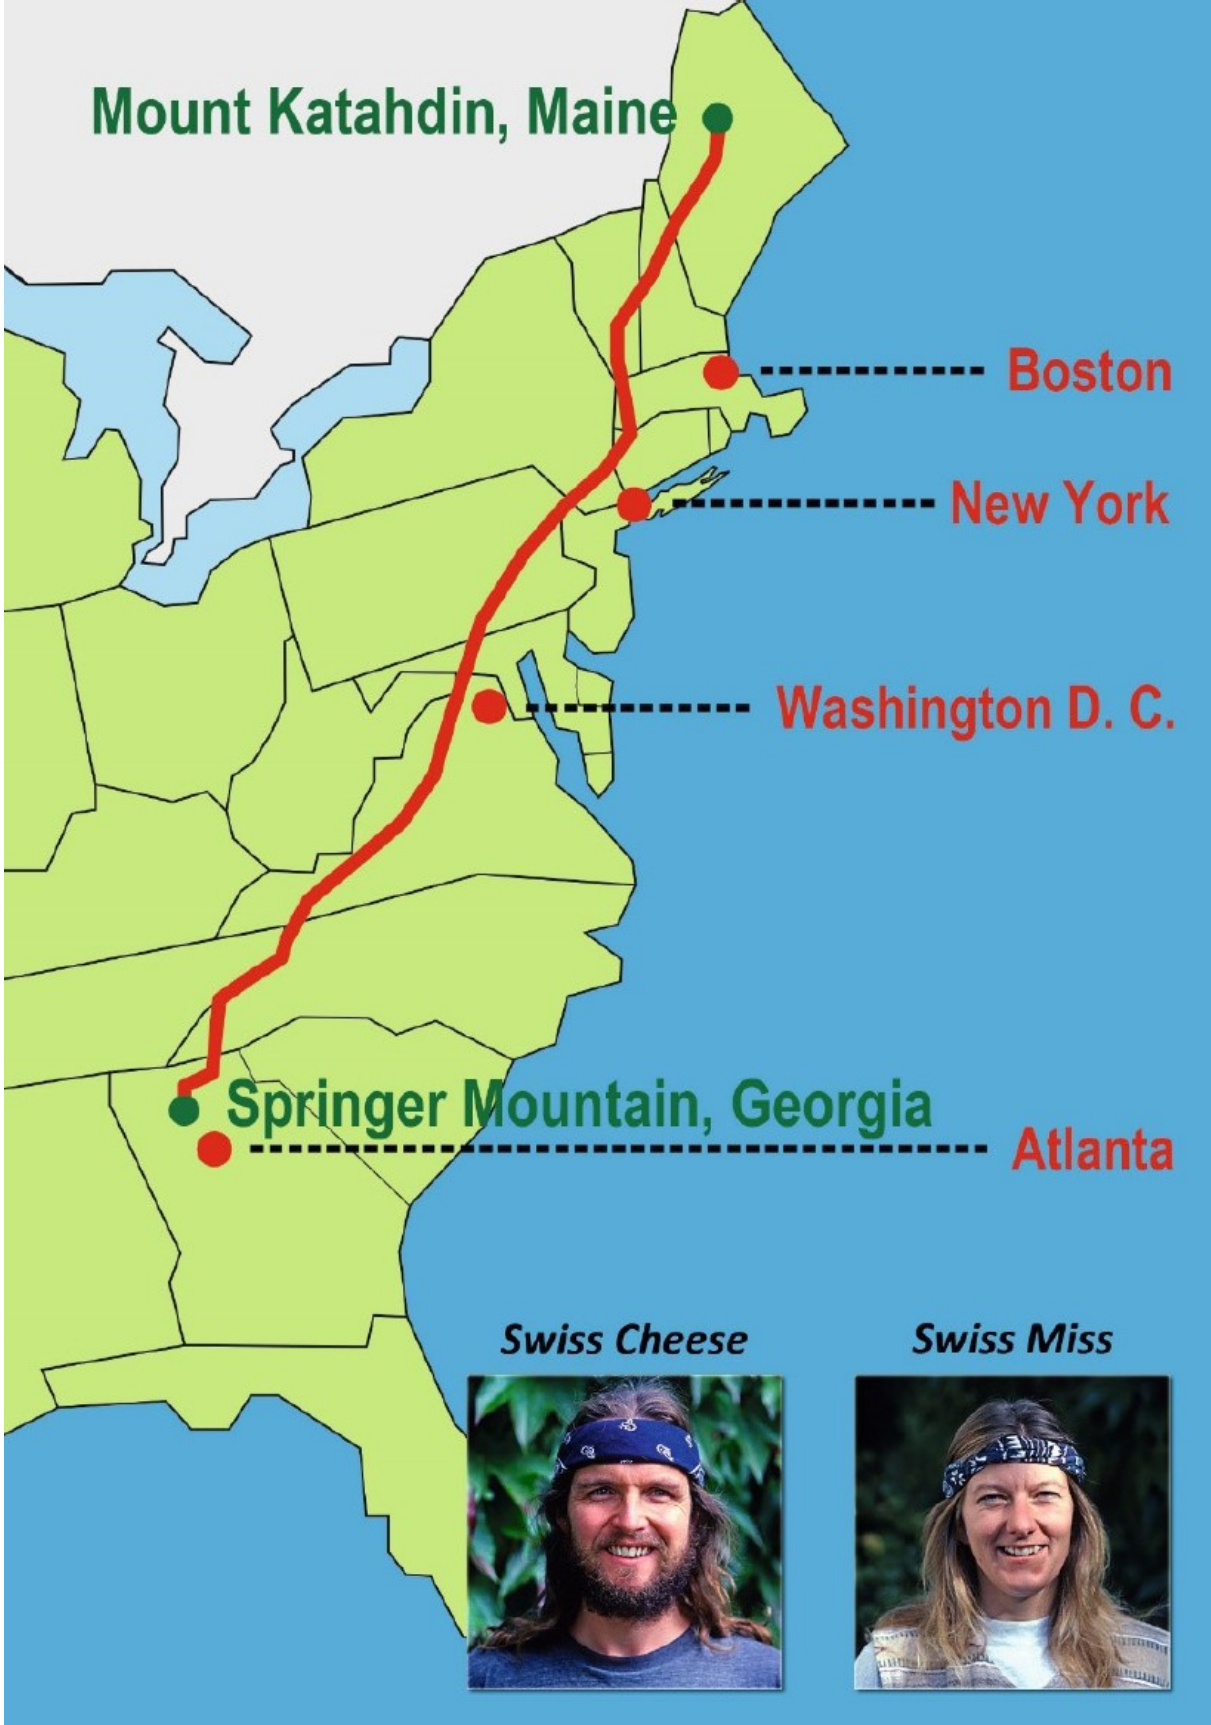 Mount Katahdin, Maine
Boston
New York
Washington D. C.
Springer Mountain, Georgia
Atlanta
Swiss Cheese
Swiss Miss